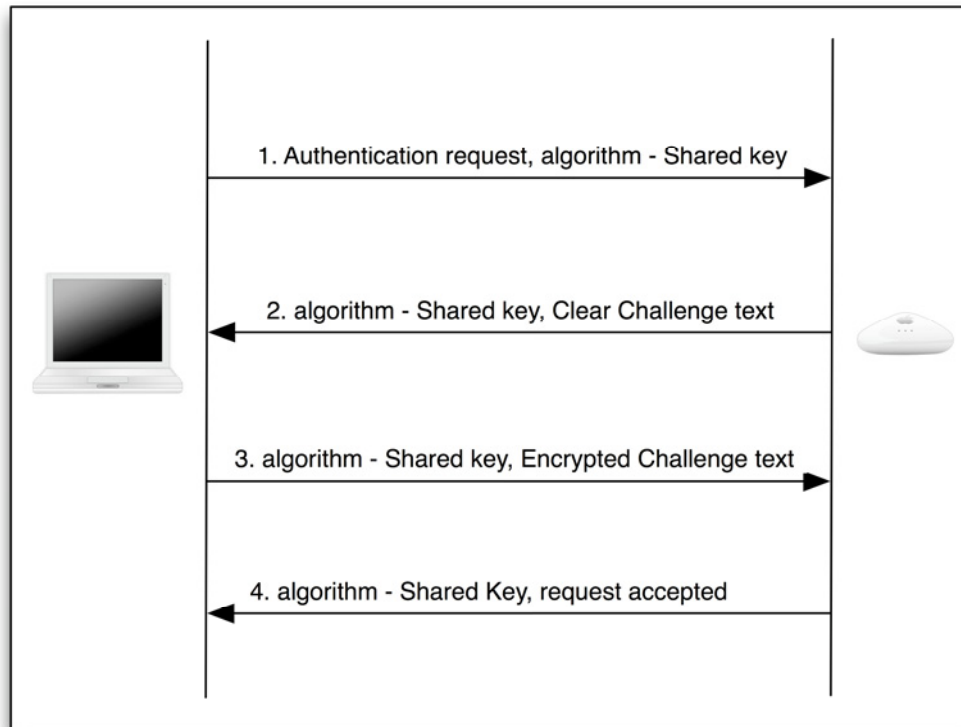 1. Authentication request, algorithm - Shared key
2. algorithm - Shared key, Clear Challenge text
3. algorithm - Shared key, Encrypted Challenge text
4. algorithm - Shared Key, request accepted